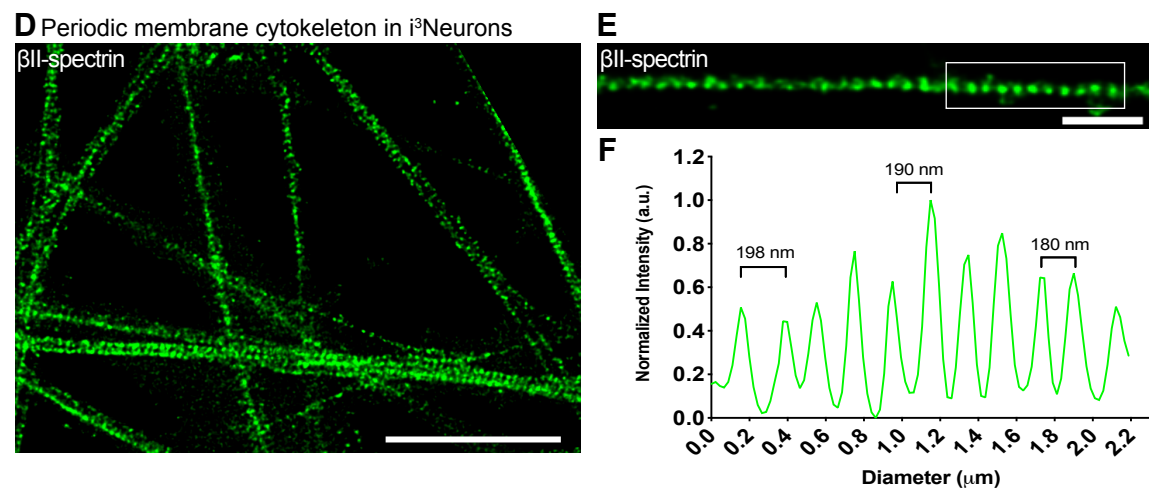 D Periodic membrane cytokeleton in i³Neurons
βII-spectrin
E
βII-spectrin
F
Normalized Intensity (a.u.)
1.2
1.0
0.8
0.6
0.4
0.2
0.0
198 nm
190 nm
180 nm
0.0 0.2 0.4 0.6 0.8 1.0 1.2 1.4 1.6 1.8 2.0 2.2
Diameter (μm)